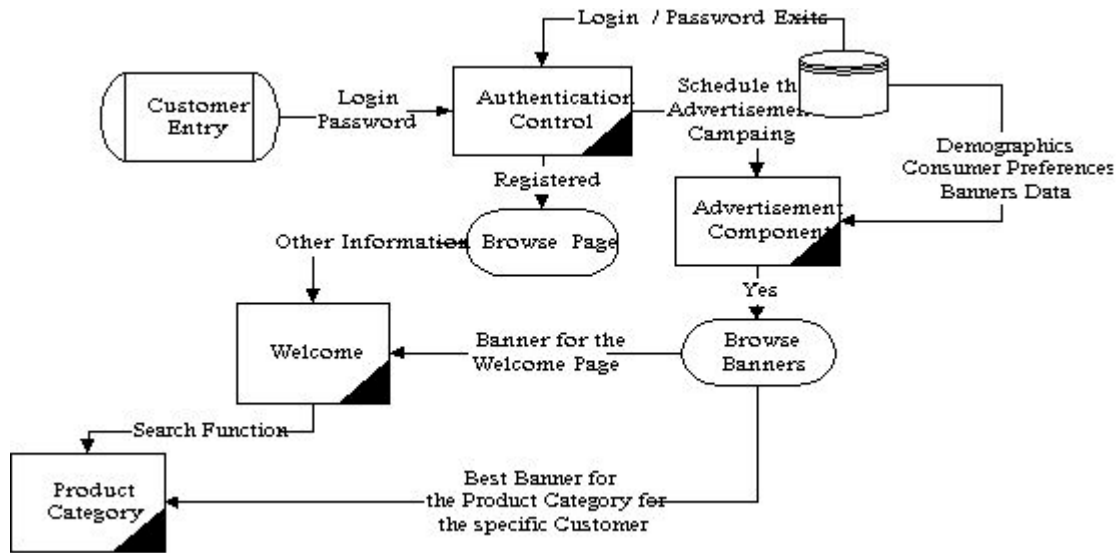 Login / Password Exits
Customer
Entry
Login
Password
Authentication
Control
Schedule th
Advertisement
Campaing
Demographics
Consumer Preferences
Banners Data
Registered
Advertisement
Component
Other Information
Browse Page
Yes
Welcome
Banner for the
Welcome Page
Browse
Banners
Search Function
Product
Category
Best Banner for
the Product Category for
the specific Customer